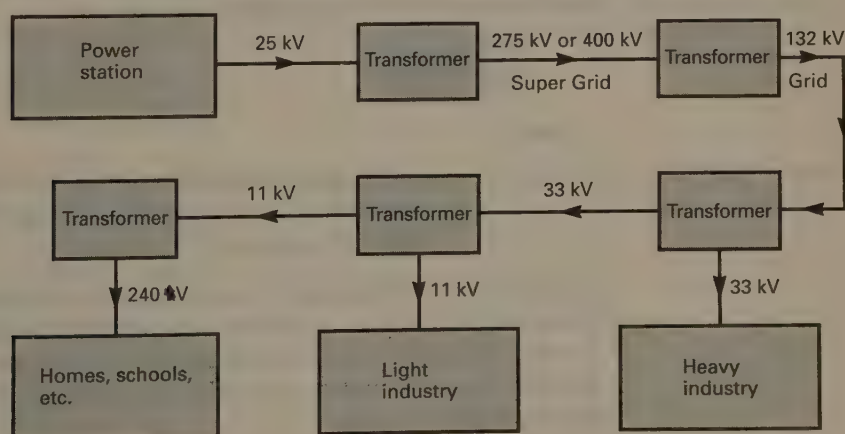 Power
station
25 kV
Transformer
275 kV or 400 kV
Super Grid
Transformer
132 kV
Grid
Transformer
11 kV
Transformer
33 kV
Transformer
240 V
11 kV
33 kV
Homes, schools,
etc.
Light
industry
Heavy
industry